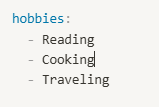 hobbies:
  - Reading
  - Cooking
  - Traveling